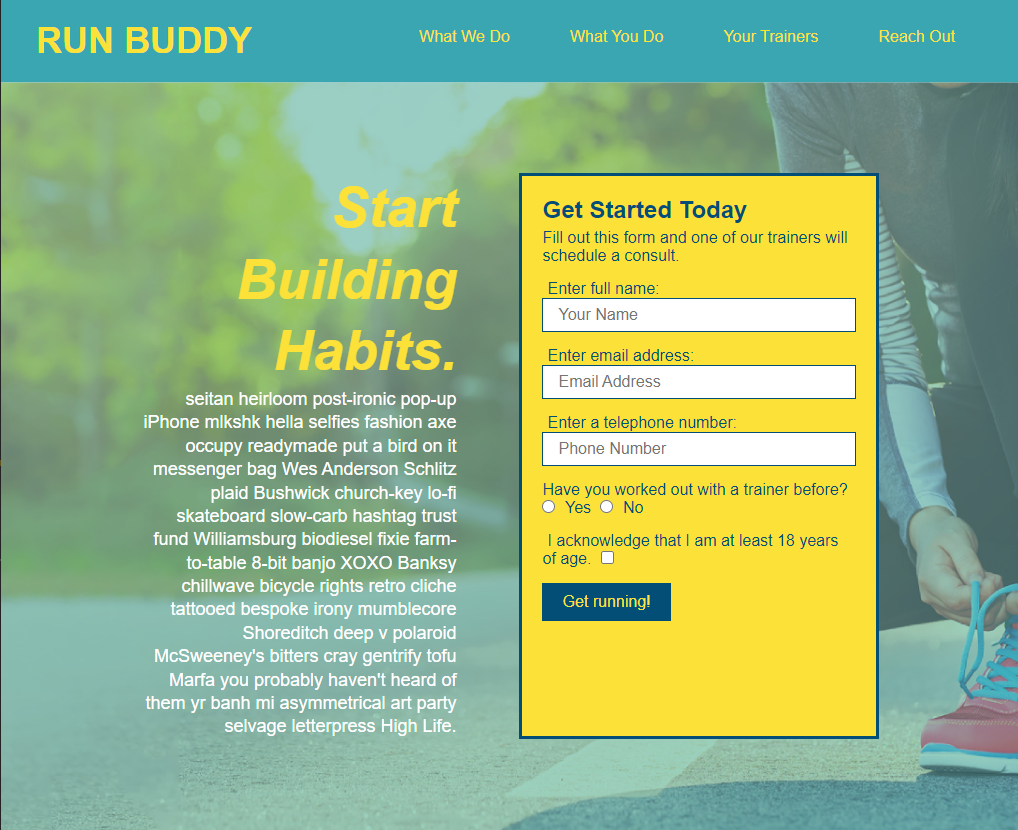 RUN BUDDY
What We Do
What You Do
Your Trainers
Reach Out
Start
Building
Habits.
seitan heirloom post-ironic pop-up
iPhone mlkshk hella selfies fashion axe
occupy readymade put a bird on it
messenger bag Wes Anderson Schlitz
plaid Bushwick church-key lo-fi
skateboard slow-carb hashtag trust
fund Williamsburg biodiesel fixie farm-
to-table 8-bit banjo XOXO Banksy
chillwave bicycle rights retro cliche
tattooed bespoke irony mumblecore
Shoreditch deep v polaroid
McSweeney's bitters cray gentrify tofu
Marfa you probably haven't heard of
them yr banh mi asymmetrical art party
selvage letterpress High Life.
Get Started Today
Fill out this form and one of our trainers will
schedule a consult.
Enter full name:
Your Name
Enter email address:
Email Address
Enter a telephone number:
Phone Number
Have you worked out with a trainer before?
Yes No
I acknowledge that I am at least 18 years
of age.
Get running!